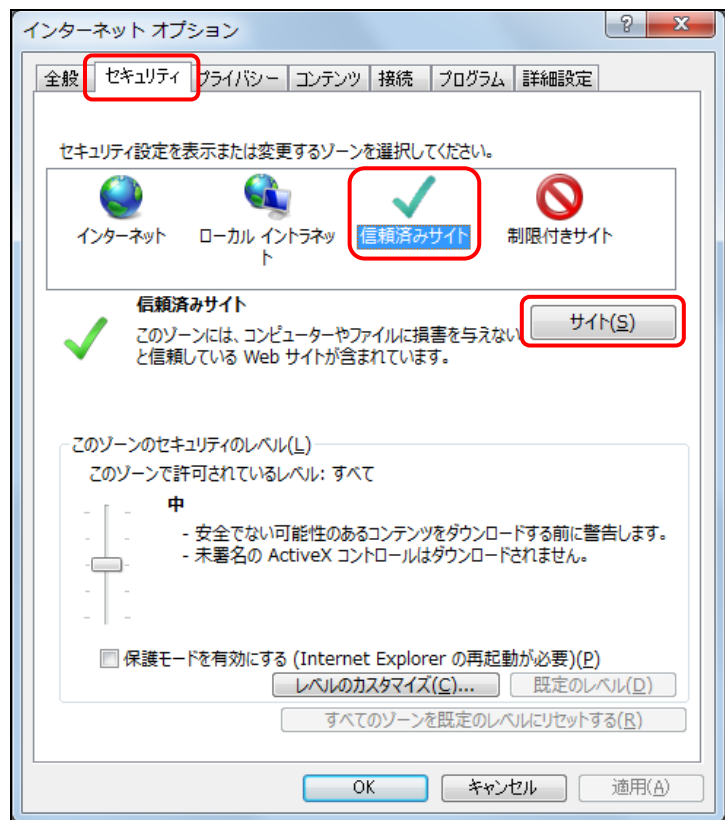 インターネット オプション
全般 セキュリティ プライバシー コンテンツ 接続 プログラム 詳細設定
セキュリティ設定を表示または変更するゾーンを選択してください。
インターネット ローカル イントラネッ 信頼済みサイト 制限付きサイト
ト
信頼済みサイト
サイト(S)
このゾーンには、コンピューターやファイルに損害を与えない
と信頼している Web サイトが含まれています。
このゾーンのセキュリティのレベル(L)
このゾーンで許可されているレベル: すべて
中
- 安全でない可能性のあるコンテンツをダウンロードする前に警告します。
- 未署名の ActiveX コントロールはダウンロードされません。
保護モードを有効にする (Internet Explorer の再起動が必要)(P)
レベルのカスタマイズ(C)... 既定のレベル(D)
すべてのゾーンを既定のレベルにリセットする(R)
OK キャンセル 適用(A)